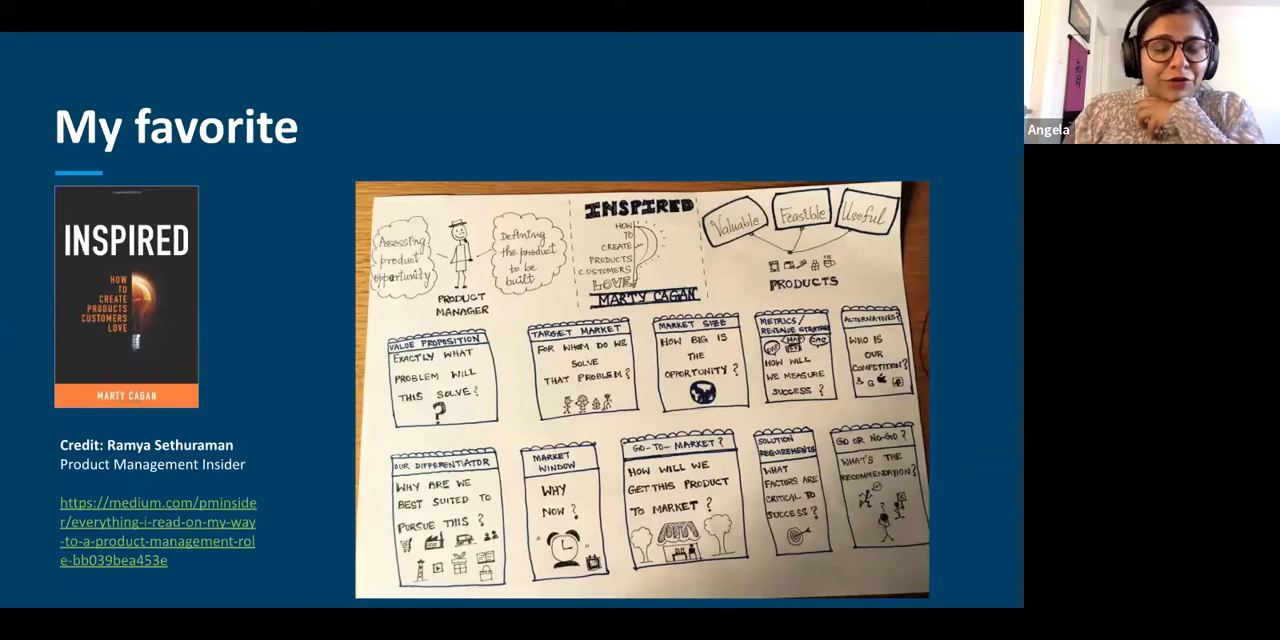 My favorite
INSPIRED
HOW
TO
CREATE
PRODUCTS
CUSTOMERS
LOVE
MARTY CAGAN
Credit: Ramya Sethuraman
Product Management Insider
https://medium.com/pminside
r/everything-i-read-on-my-way
-to-a-product-management-rol
e-bb039bea453e
Assessing
product
opportunity
PRODUCT
MANAGER
Defining
the product
to be
built
INSPIRED
HOW
TO
CREATE
PRODUCTS
CUSTOMERS
LOVE
MARTY CAGAN
Valuable
Feasible
Useful
PRODUCTS
VALUE PROPOSITION
EXACTLY WHAT
PROBLEM WILL
THIS SOLVE?
?
TARGET MARKET
FOR WHOM DO WE
SOLVE
THAT PROBLEM?
MARKET SIZE
HOW BIG IS
THE
OPPORTUNITY?
METRICS/
REVENUE STRATEGY
CAC
HOW WILL
WE MEASURE
SUCCESS?
ALTERNATIVES?
WHO IS
OUR
COMPETITION?
G
OUR DIFFERENTIATOR
WHY ARE WE
BEST SUITED TO
PURSUE THIS?
MARKET
WINDOW
WHY
NOW?
GO-TO-MARKET?
HOW WILL WE
GET THIS PRODUCT
TO MARKET?
SOLUTION
REQUIREMENTS
WHAT
FACTORS ARE
CRITICAL TO
SUCCESS?
GO OR NO-GO?
WHAT'S THE
RECOMMENDATION?
?
Angela